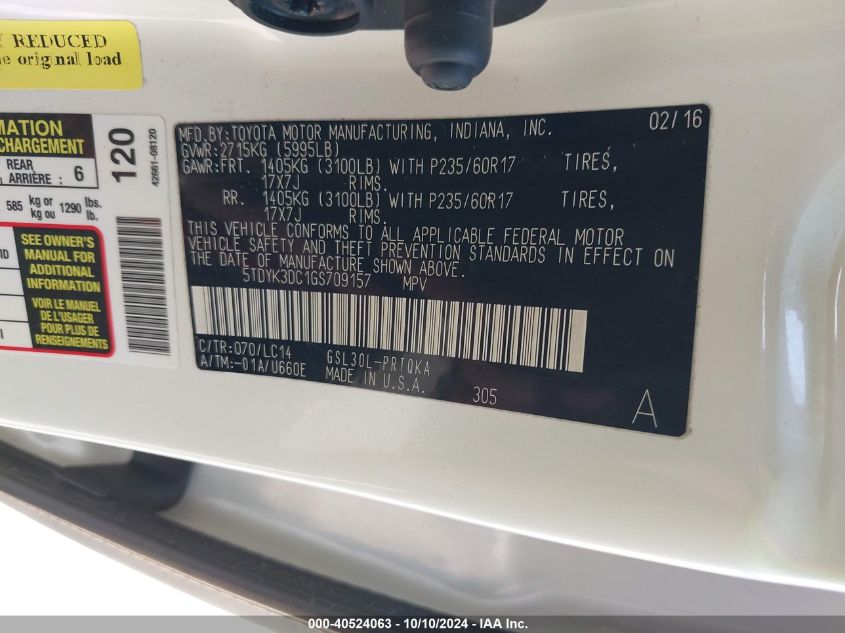 Y REDUCED
e original load
MATION
CHARGEMENT
REAR
ARRIÈRE : 6
585 kg or kg ou 1290 lbs. lb.
SEE OWNER'S
MANUAL FOR
ADDITIONAL
INFORMATION
VOIR LE MANUEL
DE L'USAGER
POUR PLUS DE
RENSEIGNEMENTS
120
42661-08120
MFD.BY:TOYOTA MOTOR MANUFACTURING, INDIANA, INC. 02/16
GVWR:2715KG (5995LB)
GAWR:FRT. 1405KG (3100LB) WITH P235/60R17 TIRES,
17X7J RIMS.
RR. 1405KG (3100LB) WITH P235/60R17 TIRES,
17X7J RIMS.
THIS VEHICLE CONFORMS TO ALL APPLICABLE FEDERAL MOTOR
VEHICLE SAFETY AND THEFT PREVENTION STANDARDS IN EFFECT ON
THE DATE OF MANUFACTURE SHOWN ABOVE.
5TDYK3DC1GS709157 MPV
C/TR:070/LC14 GSL30L-PRTQKA
A/TM:-01A/U660E MADE IN U.S.A. 305
A
000-40524063 - 10/10/2024 - IAA Inc.